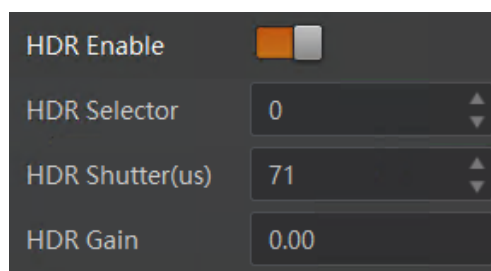 HDR Enable
HDR Selector 0
HDR Shutter(us) 71
HDR Gain 0.00